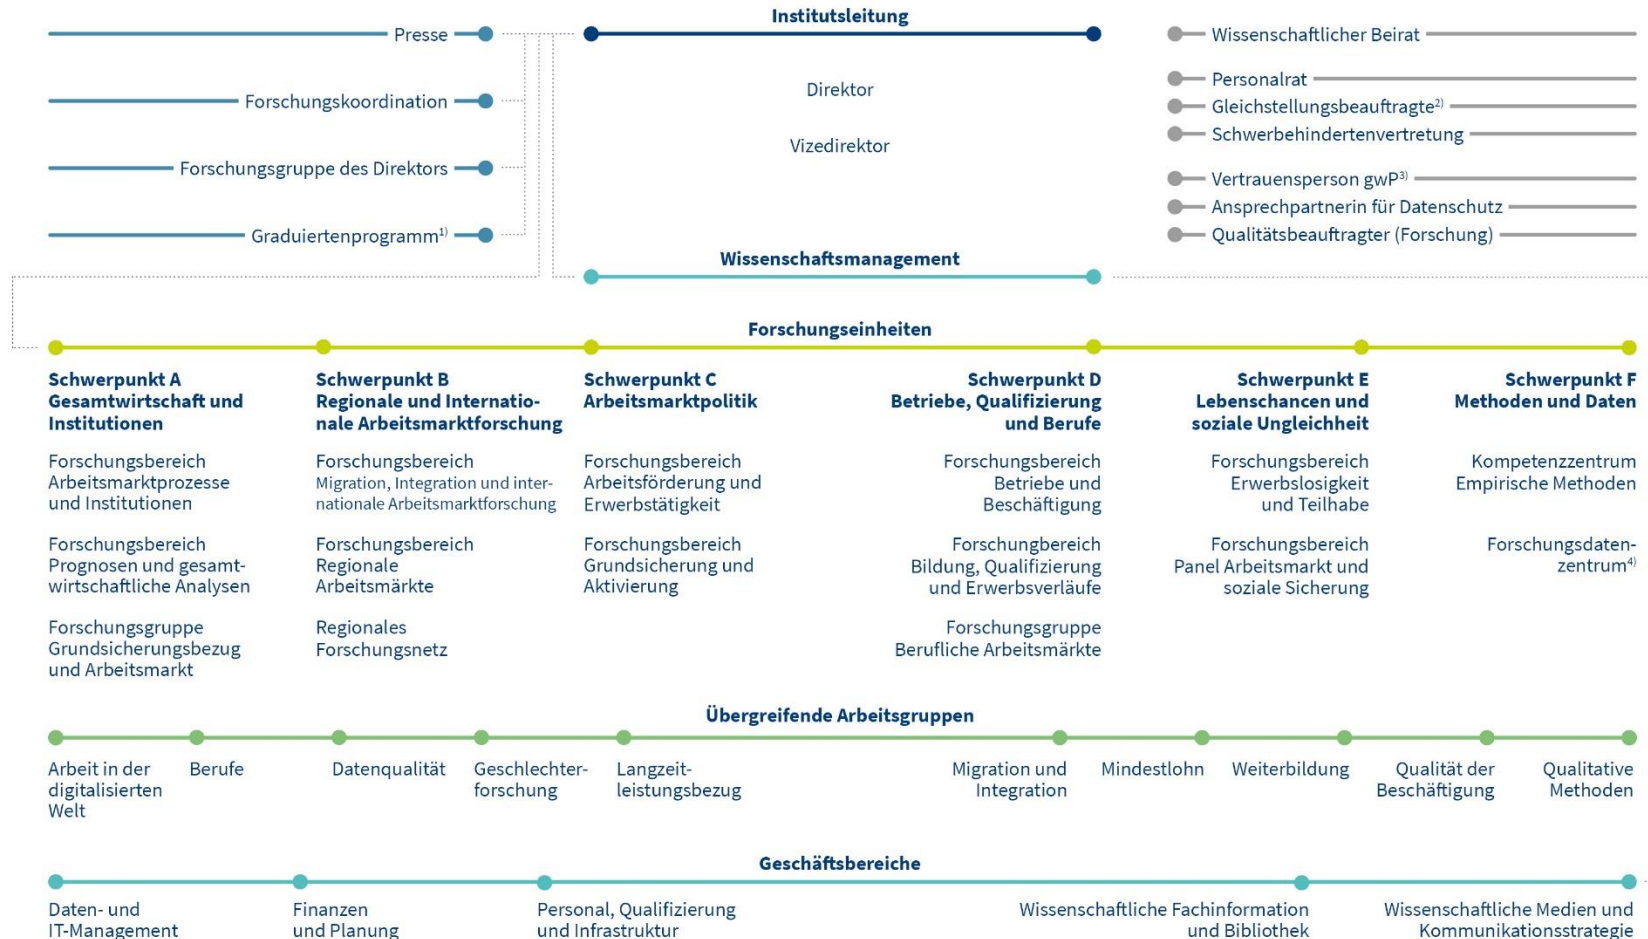 Institutsleitung
Presse
Forschungskoordination
Forschungsgruppe des Direktors
Graduiertenprogramm¹⁾
Direktor
Vizedirektor
Wissenschaftlicher Beirat
Personalrat
Gleichstellungsbeauftragte²⁾
Schwerbehindertenvertretung
Vertrauensperson gwP³⁾
Ansprechpartnerin für Datenschutz
Qualitätsbeauftragter (Forschung)
Wissenschaftsmanagement
Forschungseinheiten
Schwerpunkt A
Gesamtwirtschaft und
Institutionen
Forschungsbereich
Arbeitsmarktprozesse
und Institutionen
Forschungsbereich
Prognosen und gesamt-
wirtschaftliche Analysen
Forschungsgruppe
Grundsicherungsbezug
und Arbeitsmarkt
Schwerpunkt B
Regionale und Internatio-
nale Arbeitsmarktforschung
Forschungsbereich
Migration, Integration und inter-
nationale Arbeitsmarktforschung
Forschungsbereich
Regionale
Arbeitsmärkte
Regionales
Forschungsnetz
Schwerpunkt C
Arbeitsmarktpolitik
Forschungsbereich
Arbeitsförderung und
Erwerbstätigkeit
Forschungsbereich
Grundsicherung und
Aktivierung
Schwerpunkt D
Betriebe, Qualifizierung
und Berufe
Forschungsbereich
Betriebe und
Beschäftigung
Forschungbereich
Bildung, Qualifizierung
und Erwerbsverläufe
Forschungsgruppe
Berufliche Arbeitsmärkte
Schwerpunkt E
Lebenschancen und
soziale Ungleichheit
Forschungsbereich
Erwerbslosigkeit
und Teilhabe
Forschungsbereich
Panel Arbeitsmarkt und
soziale Sicherung
Schwerpunkt F
Methoden und Daten
Kompetenzzentrum
Empirische Methoden
Forschungsdaten-
zentrum⁴⁾
Übergreifende Arbeitsgruppen
Arbeit in der
digitalisierten
Welt
Berufe
Datenqualität
Geschlechter-
forschung
Langzeit-
leistungsbezug
Migration und
Integration
Mindestlohn
Weiterbildung
Qualität der
Beschäftigung
Qualitative
Methoden
Geschäftsbereiche
Daten- und
IT-Management
Finanzen
und Planung
Personal, Qualifizierung
und Infrastruktur
Wissenschaftliche Fachinformation
und Bibliothek
Wissenschaftliche Medien und
Kommunikationsstrategie